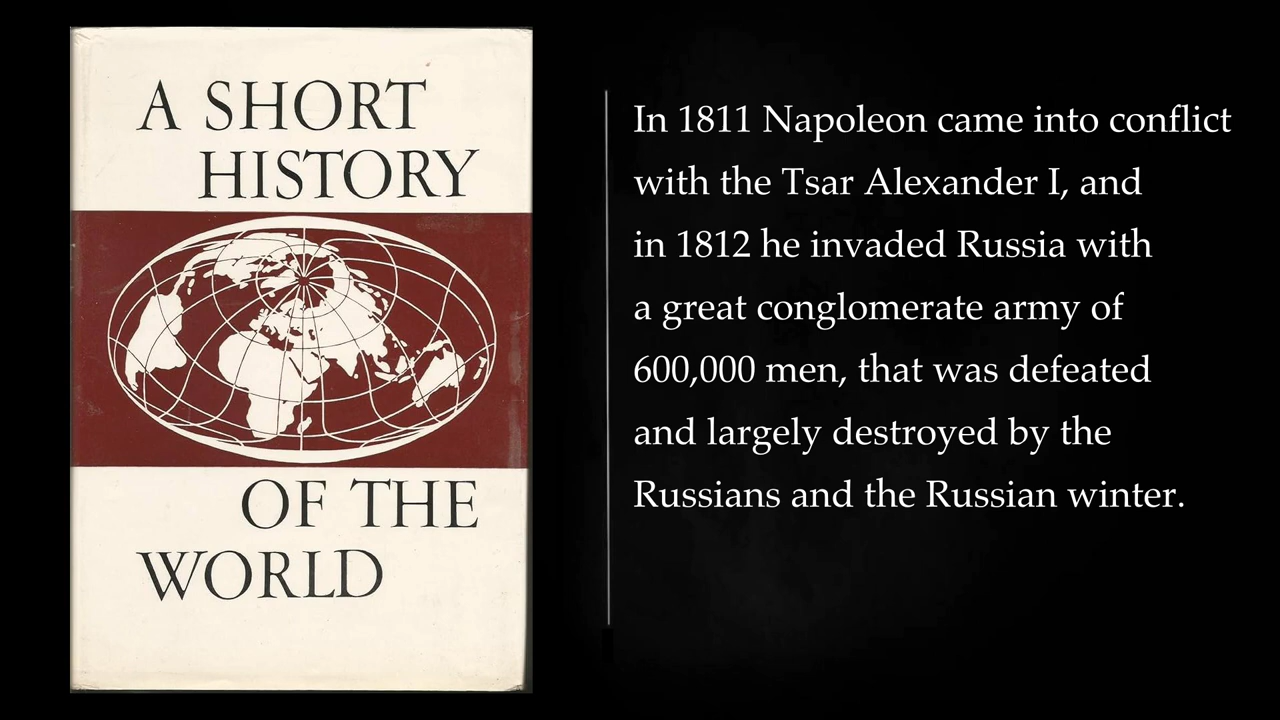 A SHORT
HISTORY
OF THE
WORLD
In 1811 Napoleon came into conflict
with the Tsar Alexander I, and
in 1812 he invaded Russia with
a great conglomerate army of
600,000 men, that was defeated
and largely destroyed by the
Russians and the Russian winter.